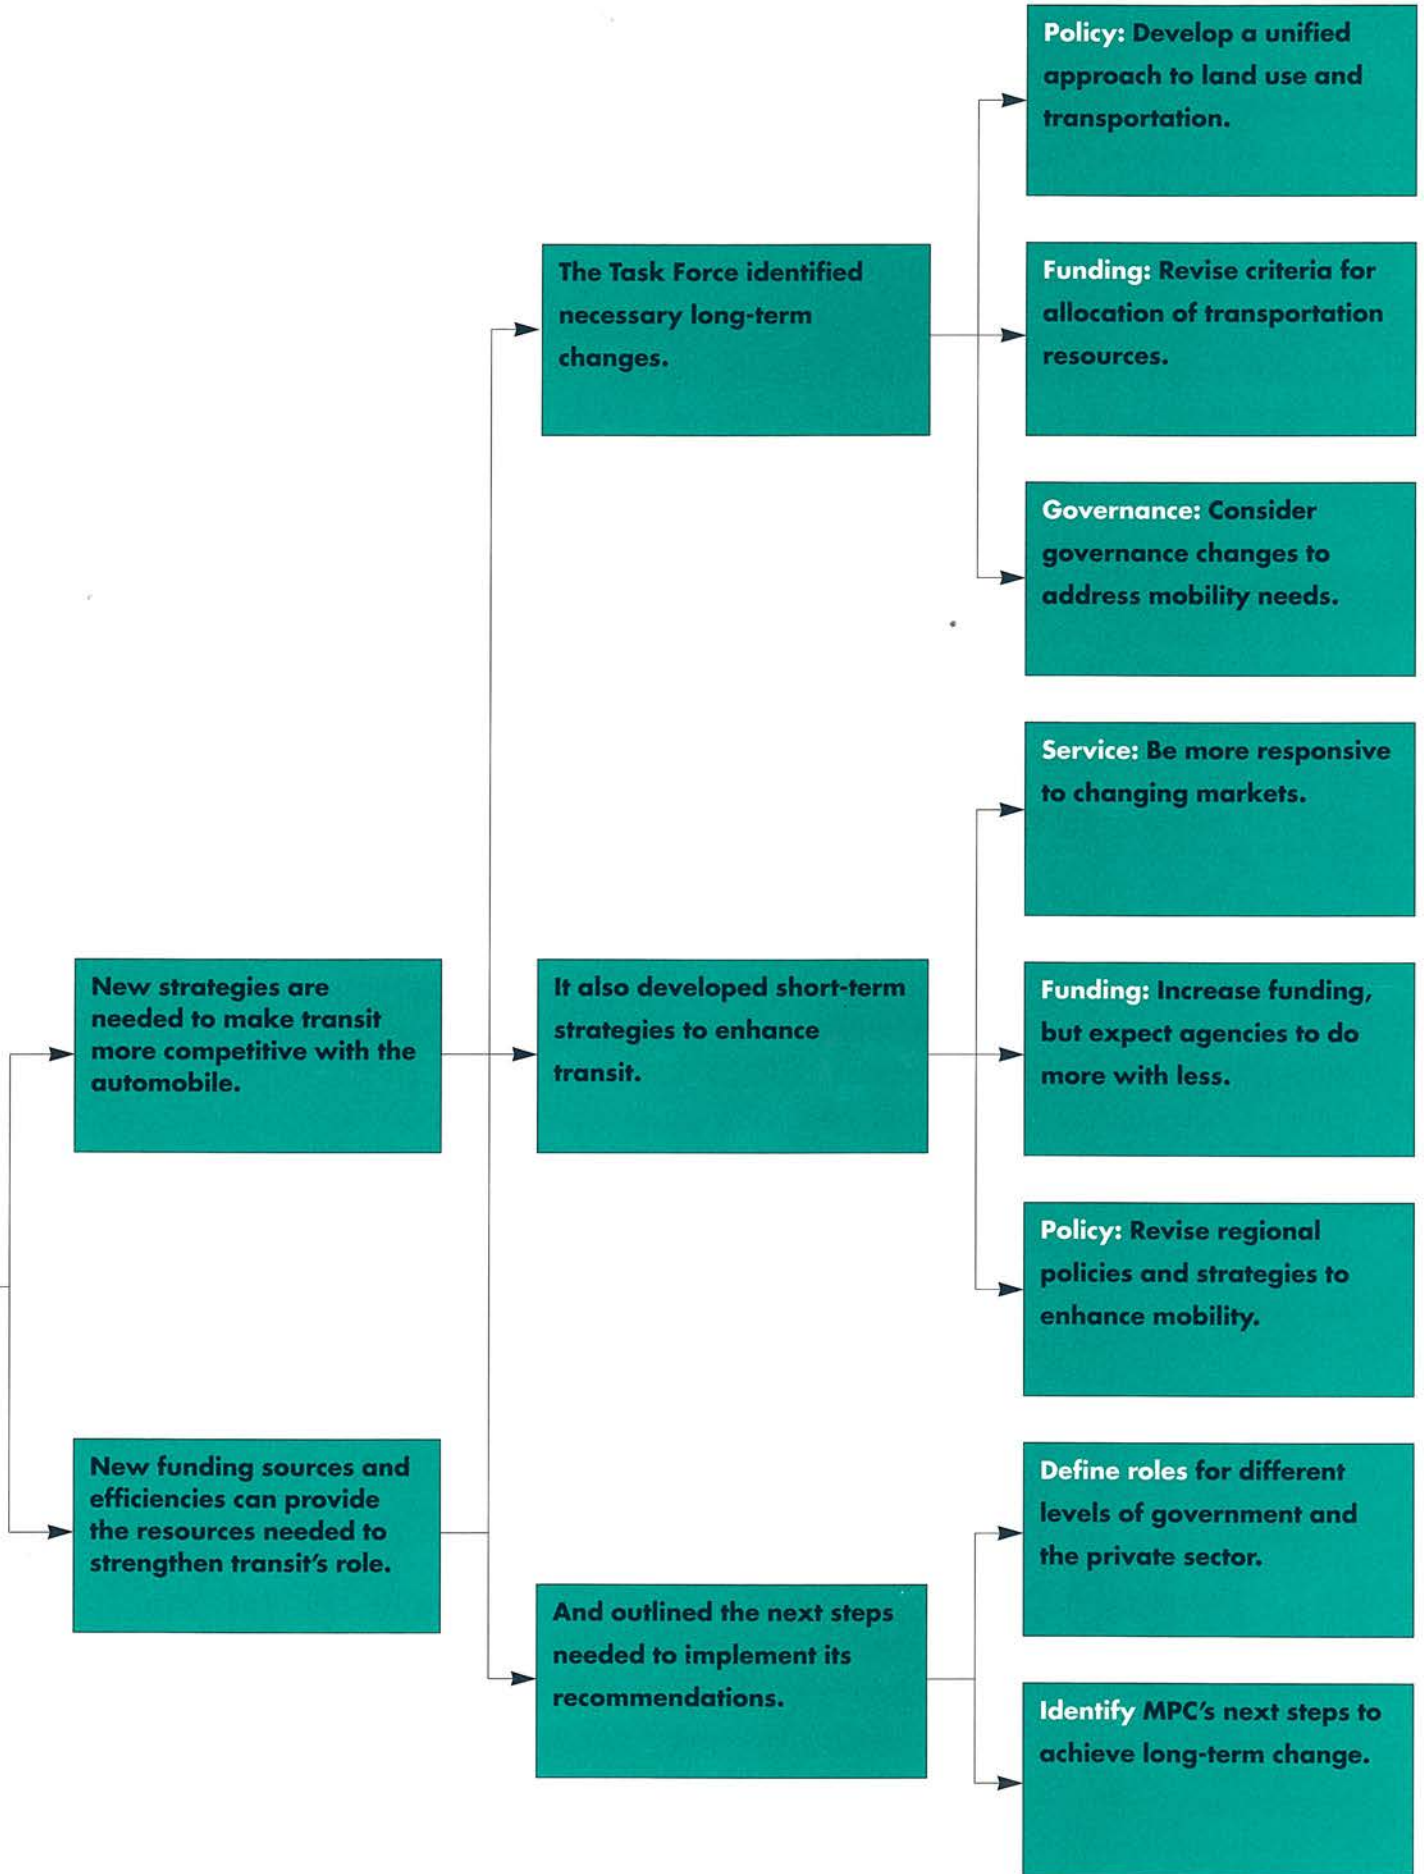 New strategies are
needed to make transit
more competitive with the
automobile.
New funding sources and
efficiencies can provide
the resources needed to
strengthen transit's role.
The Task Force identified
necessary long-term
changes.
It also developed short-term
strategies to enhance
transit.
And outlined the next steps
needed to implement its
recommendations.
Policy: Develop a unified
approach to land use and
transportation.
Funding: Revise criteria for
allocation of transportation
resources.
Governance: Consider
governance changes to
address mobility needs.
Service: Be more responsive
to changing markets.
Funding: Increase funding,
but expect agencies to do
more with less.
Policy: Revise regional
policies and strategies to
enhance mobility.
Define roles for different
levels of government and
the private sector.
Identify MPC's next steps to
achieve long-term change.